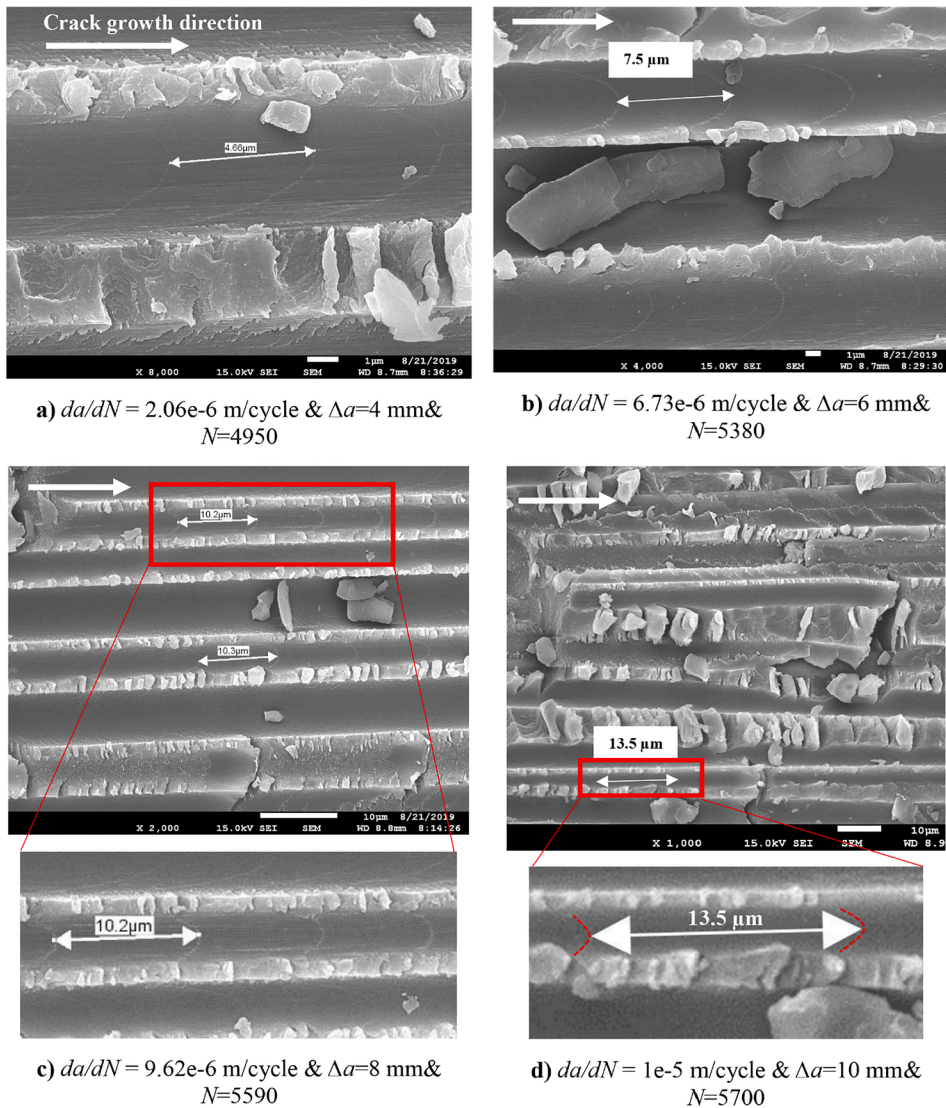 Crack growth direction
4.66µm
1µm 8/21/2019
X 8,000 15.0kV SEI SEM WD 8.7mm 8:36:29
a) da/dN = 2.06e-6 m/cycle & Δa=4 mm&
N=4950
7.5 µm
1µm 8/21/2019
X 4,000 15.0kV SEI SEM WD 8.7mm 8:29:30
b) da/dN = 6.73e-6 m/cycle & Δa=6 mm&
N=5380
10.2µm
10.3µm
10µm 8/21/2019
X 2,000 15.0kV SEI SEM WD 8.8mm 8:14:26
10.2µm
c) da/dN = 9.62e-6 m/cycle & Δa=8 mm&
N=5590
13.5 µm
10µm
X 1,000 15.0kV SEI SEM WD 8.9
13.5 µm
d) da/dN = 1e-5 m/cycle & Δa=10 mm&
N=5700